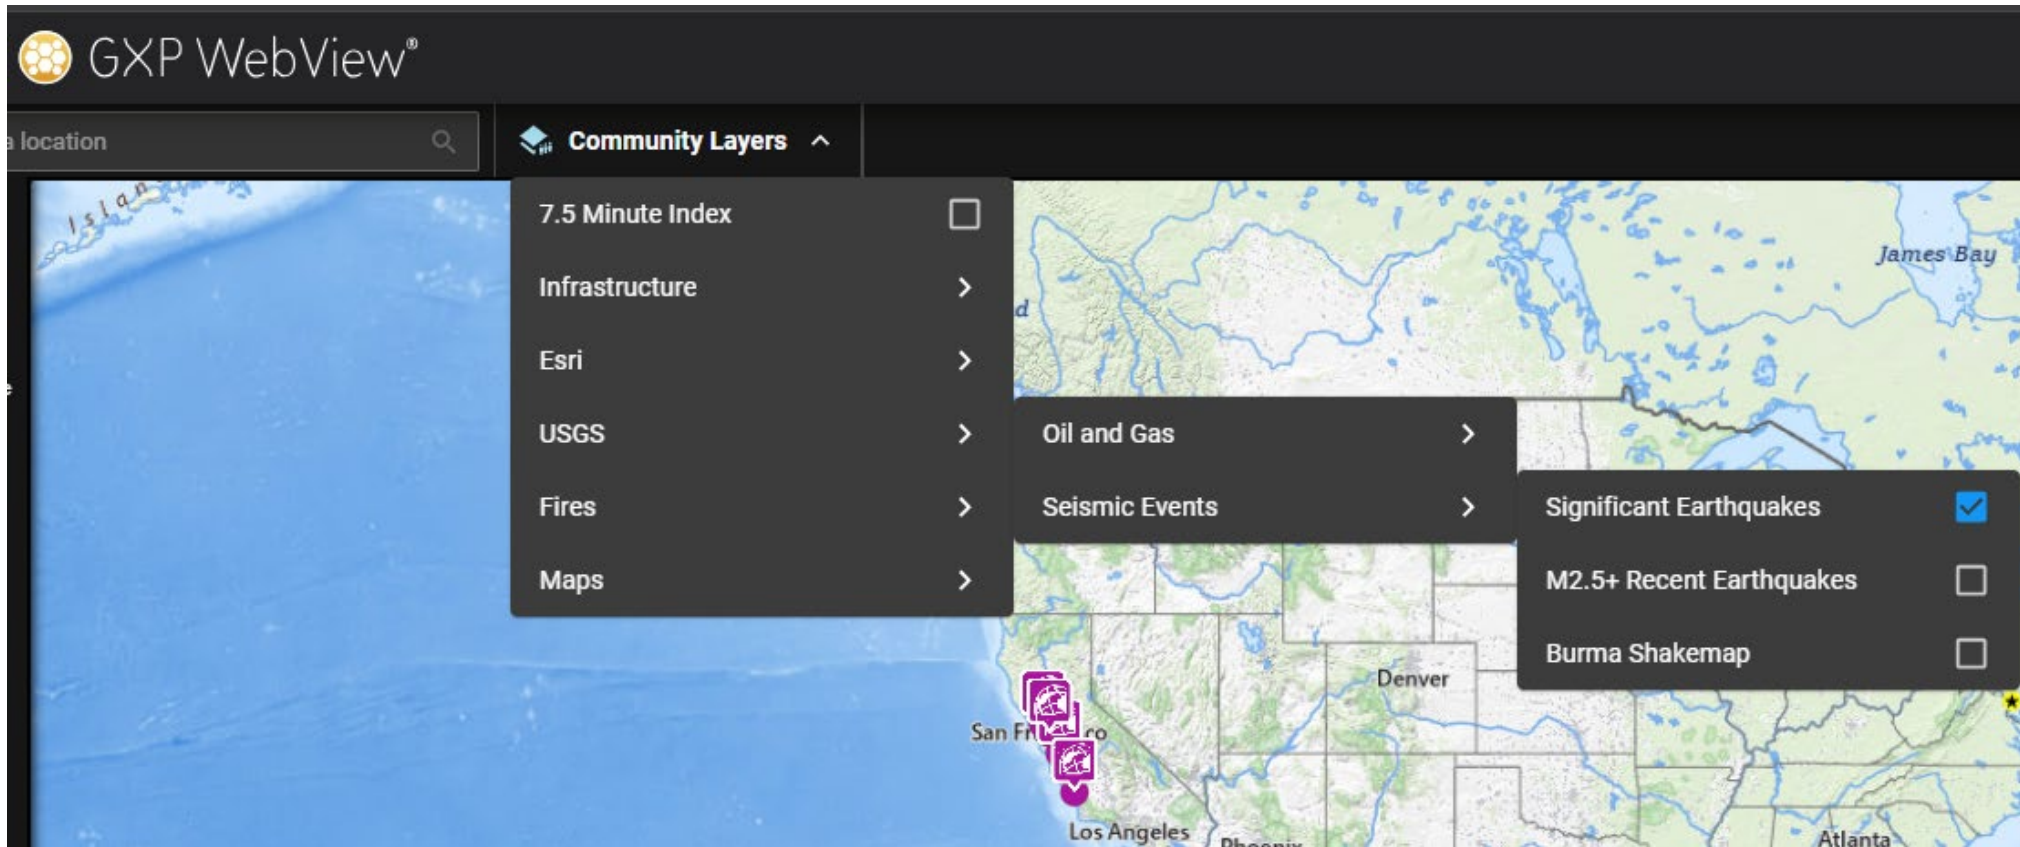 GXP WebView®
a location
Community Layers
7.5 Minute Index
Infrastructure
Esri
USGS
Fires
Maps
Oil and Gas
Seismic Events
Significant Earthquakes
M2.5+ Recent Earthquakes
Burma Shakemap
James Bay
Denver
Los Angeles
Phoenix
Atlanta